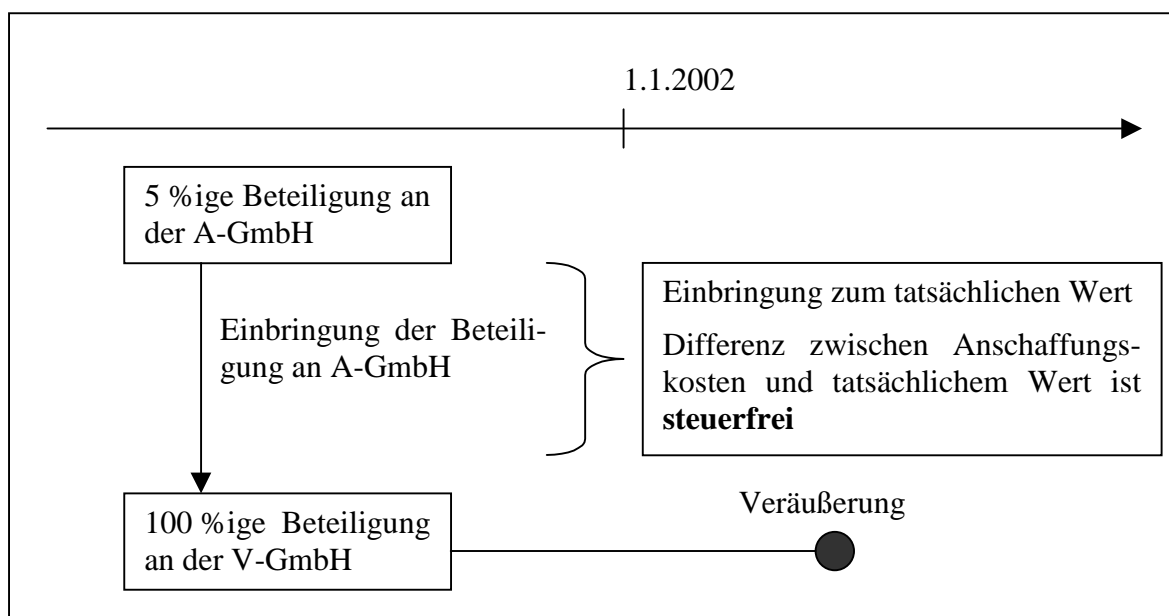 1.1.2002
5 %ige Beteiligung an
der A-GmbH
Einbringung der Beteili-
gung an A-GmbH
Einbringung zum tatsächlichen Wert
Differenz zwischen Anschaffungs-
kosten und tatsächlichem Wert ist
steuerfrei
100 %ige Beteiligung
an der V-GmbH
Veräußerung